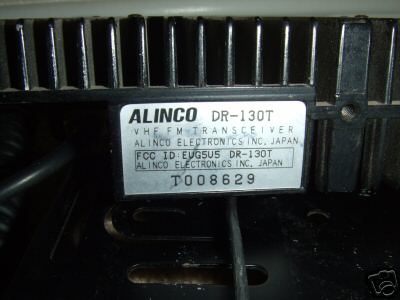 ALINCO DR-130T
VHF FM TRANSCEIVER
ALINCO ELECTRONICS INC. JAPAN
FCC ID: EUG5U5 DR-130T
ALINCO ELECTRONICS INC, JAPAN
T008629